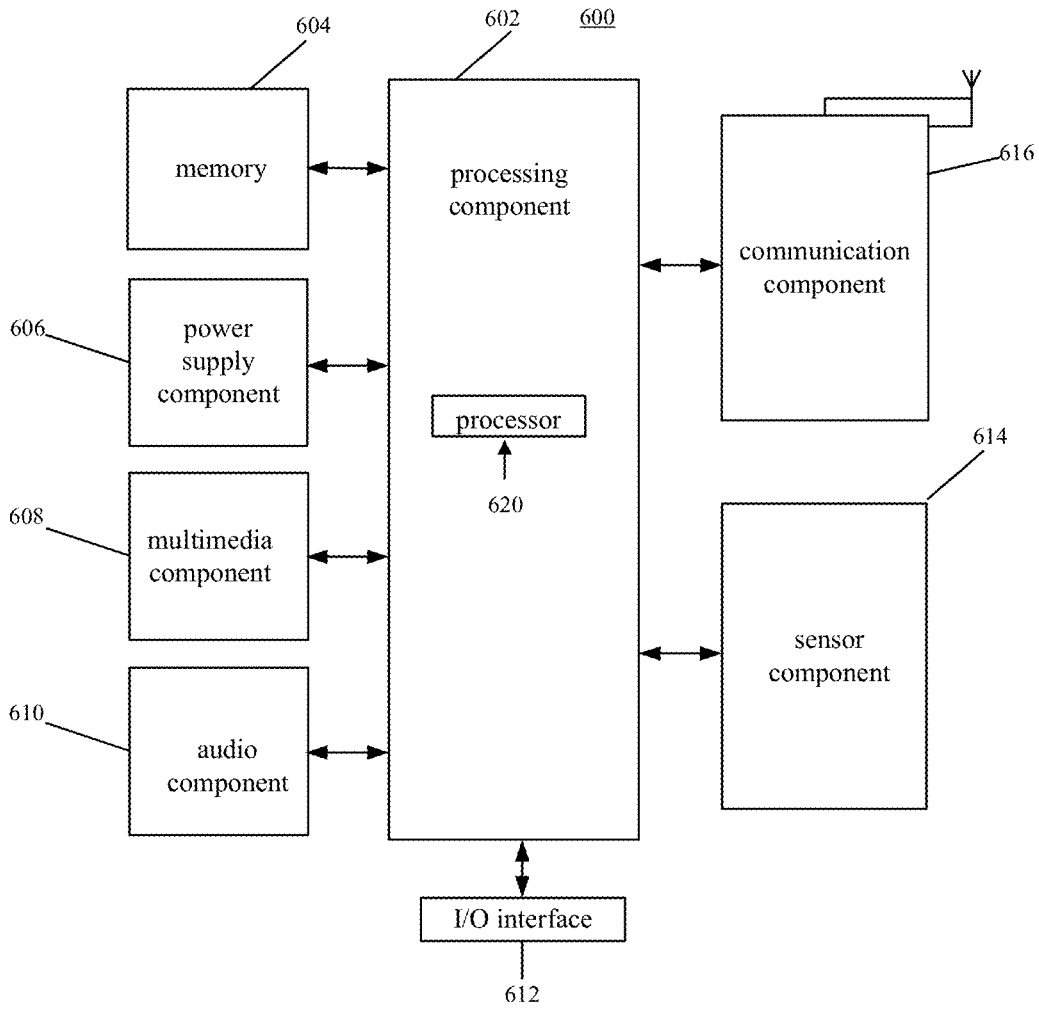 602
600
604
memory
processing
component
616
communication
component
606
power
supply
component
processor
620
614
608
multimedia
component
sensor
component
610
audio
component
I/O interface
612